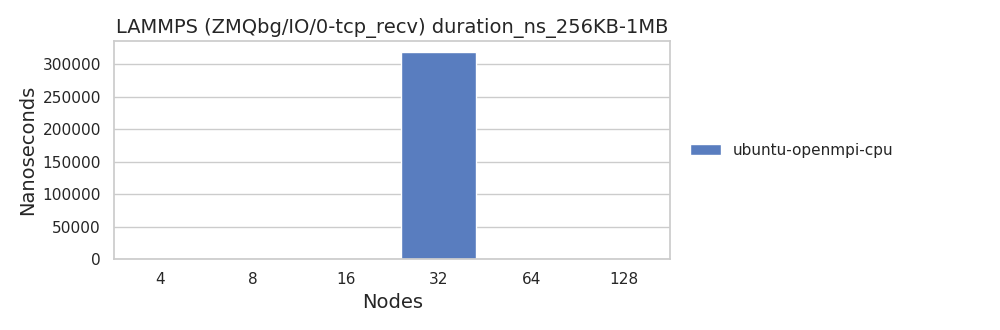 LAMMPS (ZMQbg/IO/0-tcp_recv) duration_ns_256KB-1MB
Nanoseconds
300000
250000
200000
150000
100000
50000
0
4 8 16 32 64 128
Nodes
ubuntu-openmpi-cpu